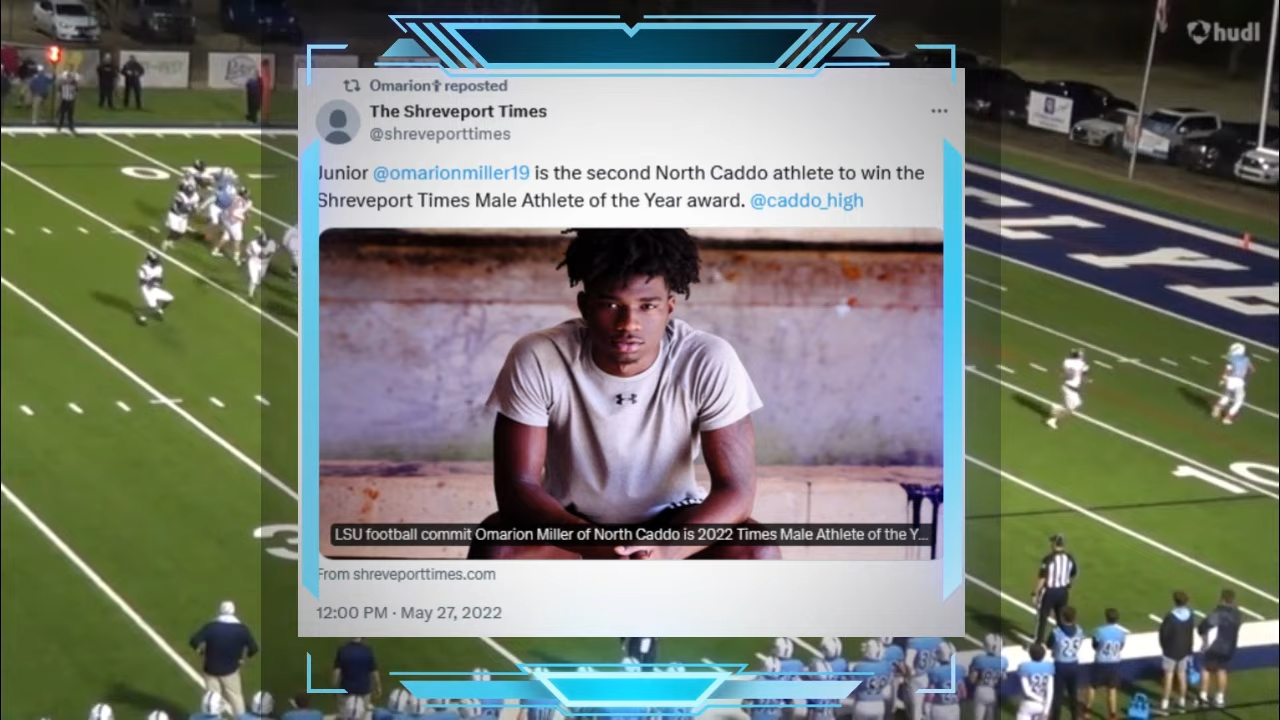 hudl
Omarion✝ reposted
The Shreveport Times
@shreveporttimes
Junior @omarionmiller19 is the second North Caddo athlete to win the
Shreveport Times Male Athlete of the Year award. @caddo_high
LSU football commit Omarion Miller of North Caddo is 2022 Times Male Athlete of the Y...
From shreveporttimes.com
12:00 PM · May 27, 2022